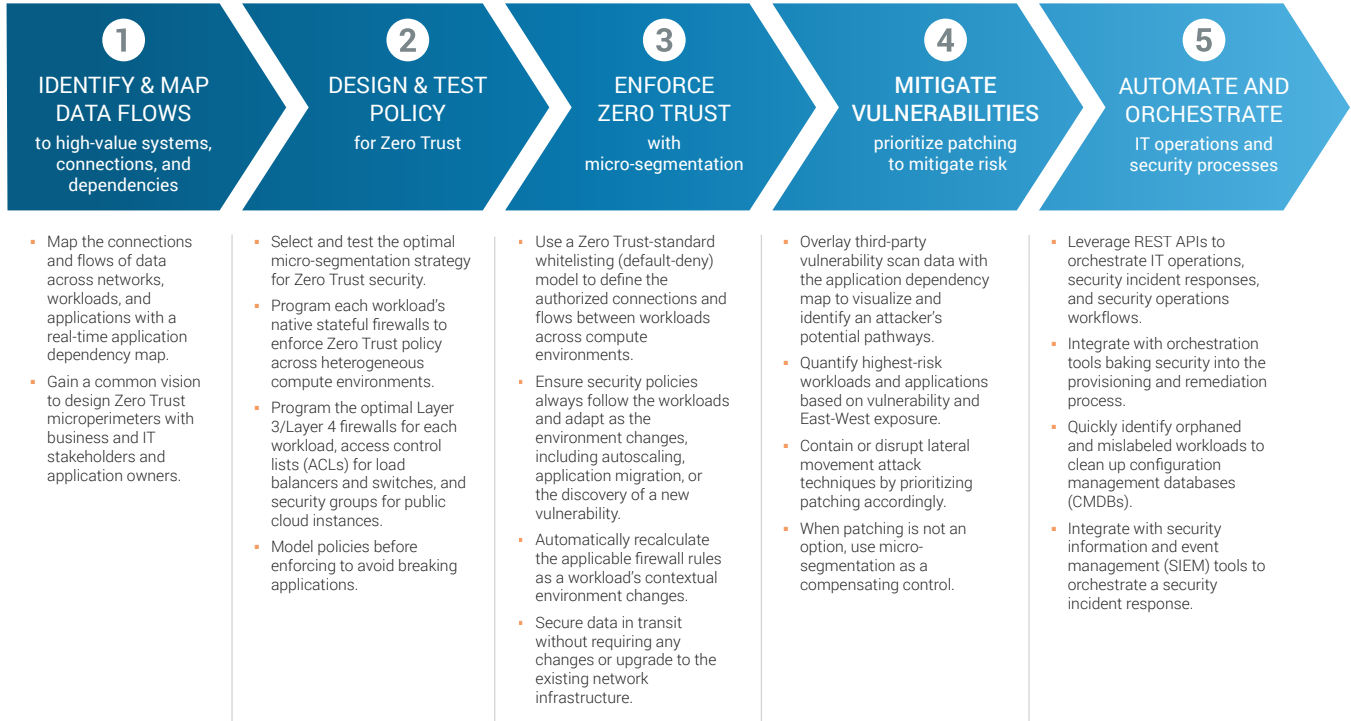 1
IDENTIFY & MAP
DATA FLOWS
to high-value systems,
connections, and
dependencies
2
DESIGN & TEST
POLICY
for Zero Trust
3
ENFORCE
ZERO TRUST
with
micro-segmentation
4
MITIGATE
VULNERABILITIES
prioritize patching
to mitigate risk
5
AUTOMATE AND
ORCHESTRATE
IT operations and
security processes
▪ Map the connections
and flows of data
across networks,
workloads, and
applications with a
real-time application
dependency map.
▪ Gain a common vision
to design Zero Trust
microperimeters with
business and IT
stakeholders and
application owners.
▪ Select and test the optimal
micro-segmentation strategy
for Zero Trust security.
▪ Program each workload's
native stateful firewalls to
enforce Zero Trust policy
across heterogeneous
compute environments.
▪ Program the optimal Layer
3/Layer 4 firewalls for each
workload, access control
lists (ACLs) for load
balancers and switches, and
security groups for public
cloud instances.
▪ Model policies before
enforcing to avoid breaking
applications.
▪ Use a Zero Trust-standard
whitelisting (default-deny)
model to define the
authorized connections and
flows between workloads
across compute
environments.
▪ Ensure security policies
always follow the workloads
and adapt as the
environment changes,
including autoscaling,
application migration, or
the discovery of a new
vulnerability.
▪ Automatically recalculate
the applicable firewall rules
as a workload's contextual
environment changes.
▪ Secure data in transit
without requiring any
changes or upgrade to the
existing network
infrastructure.
▪ Overlay third-party
vulnerability scan data with
the application dependency
map to visualize and
identify an attacker's
potential pathways.
▪ Quantify highest-risk
workloads and applications
based on vulnerability and
East-West exposure.
▪ Contain or disrupt lateral
movement attack
techniques by prioritizing
patching accordingly.
▪ When patching is not an
option, use micro-
segmentation as a
compensating control.
▪ Leverage REST APIs to
orchestrate IT operations,
security incident responses,
and security operations
workflows.
▪ Integrate with orchestration
tools baking security into the
provisioning and remediation
process.
▪ Quickly identify orphaned
and mislabeled workloads to
clean up configuration
management databases
(CMDBs).
▪ Integrate with security
information and event
management (SIEM) tools to
orchestrate a security
incident response.